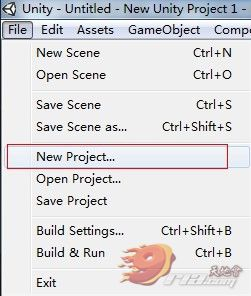 Unity - Untitled - New Unity Project 1 -
File Edit Assets GameObject Compo
New Scene Ctrl+N
Open Scene Ctrl+O
Save Scene Ctrl+S
Save Scene as... Ctrl+Shift+S
New Project...
Open Project...
Save Project
Build Settings... Ctrl+Shift+B
Build & Run Ctrl+B
Exit